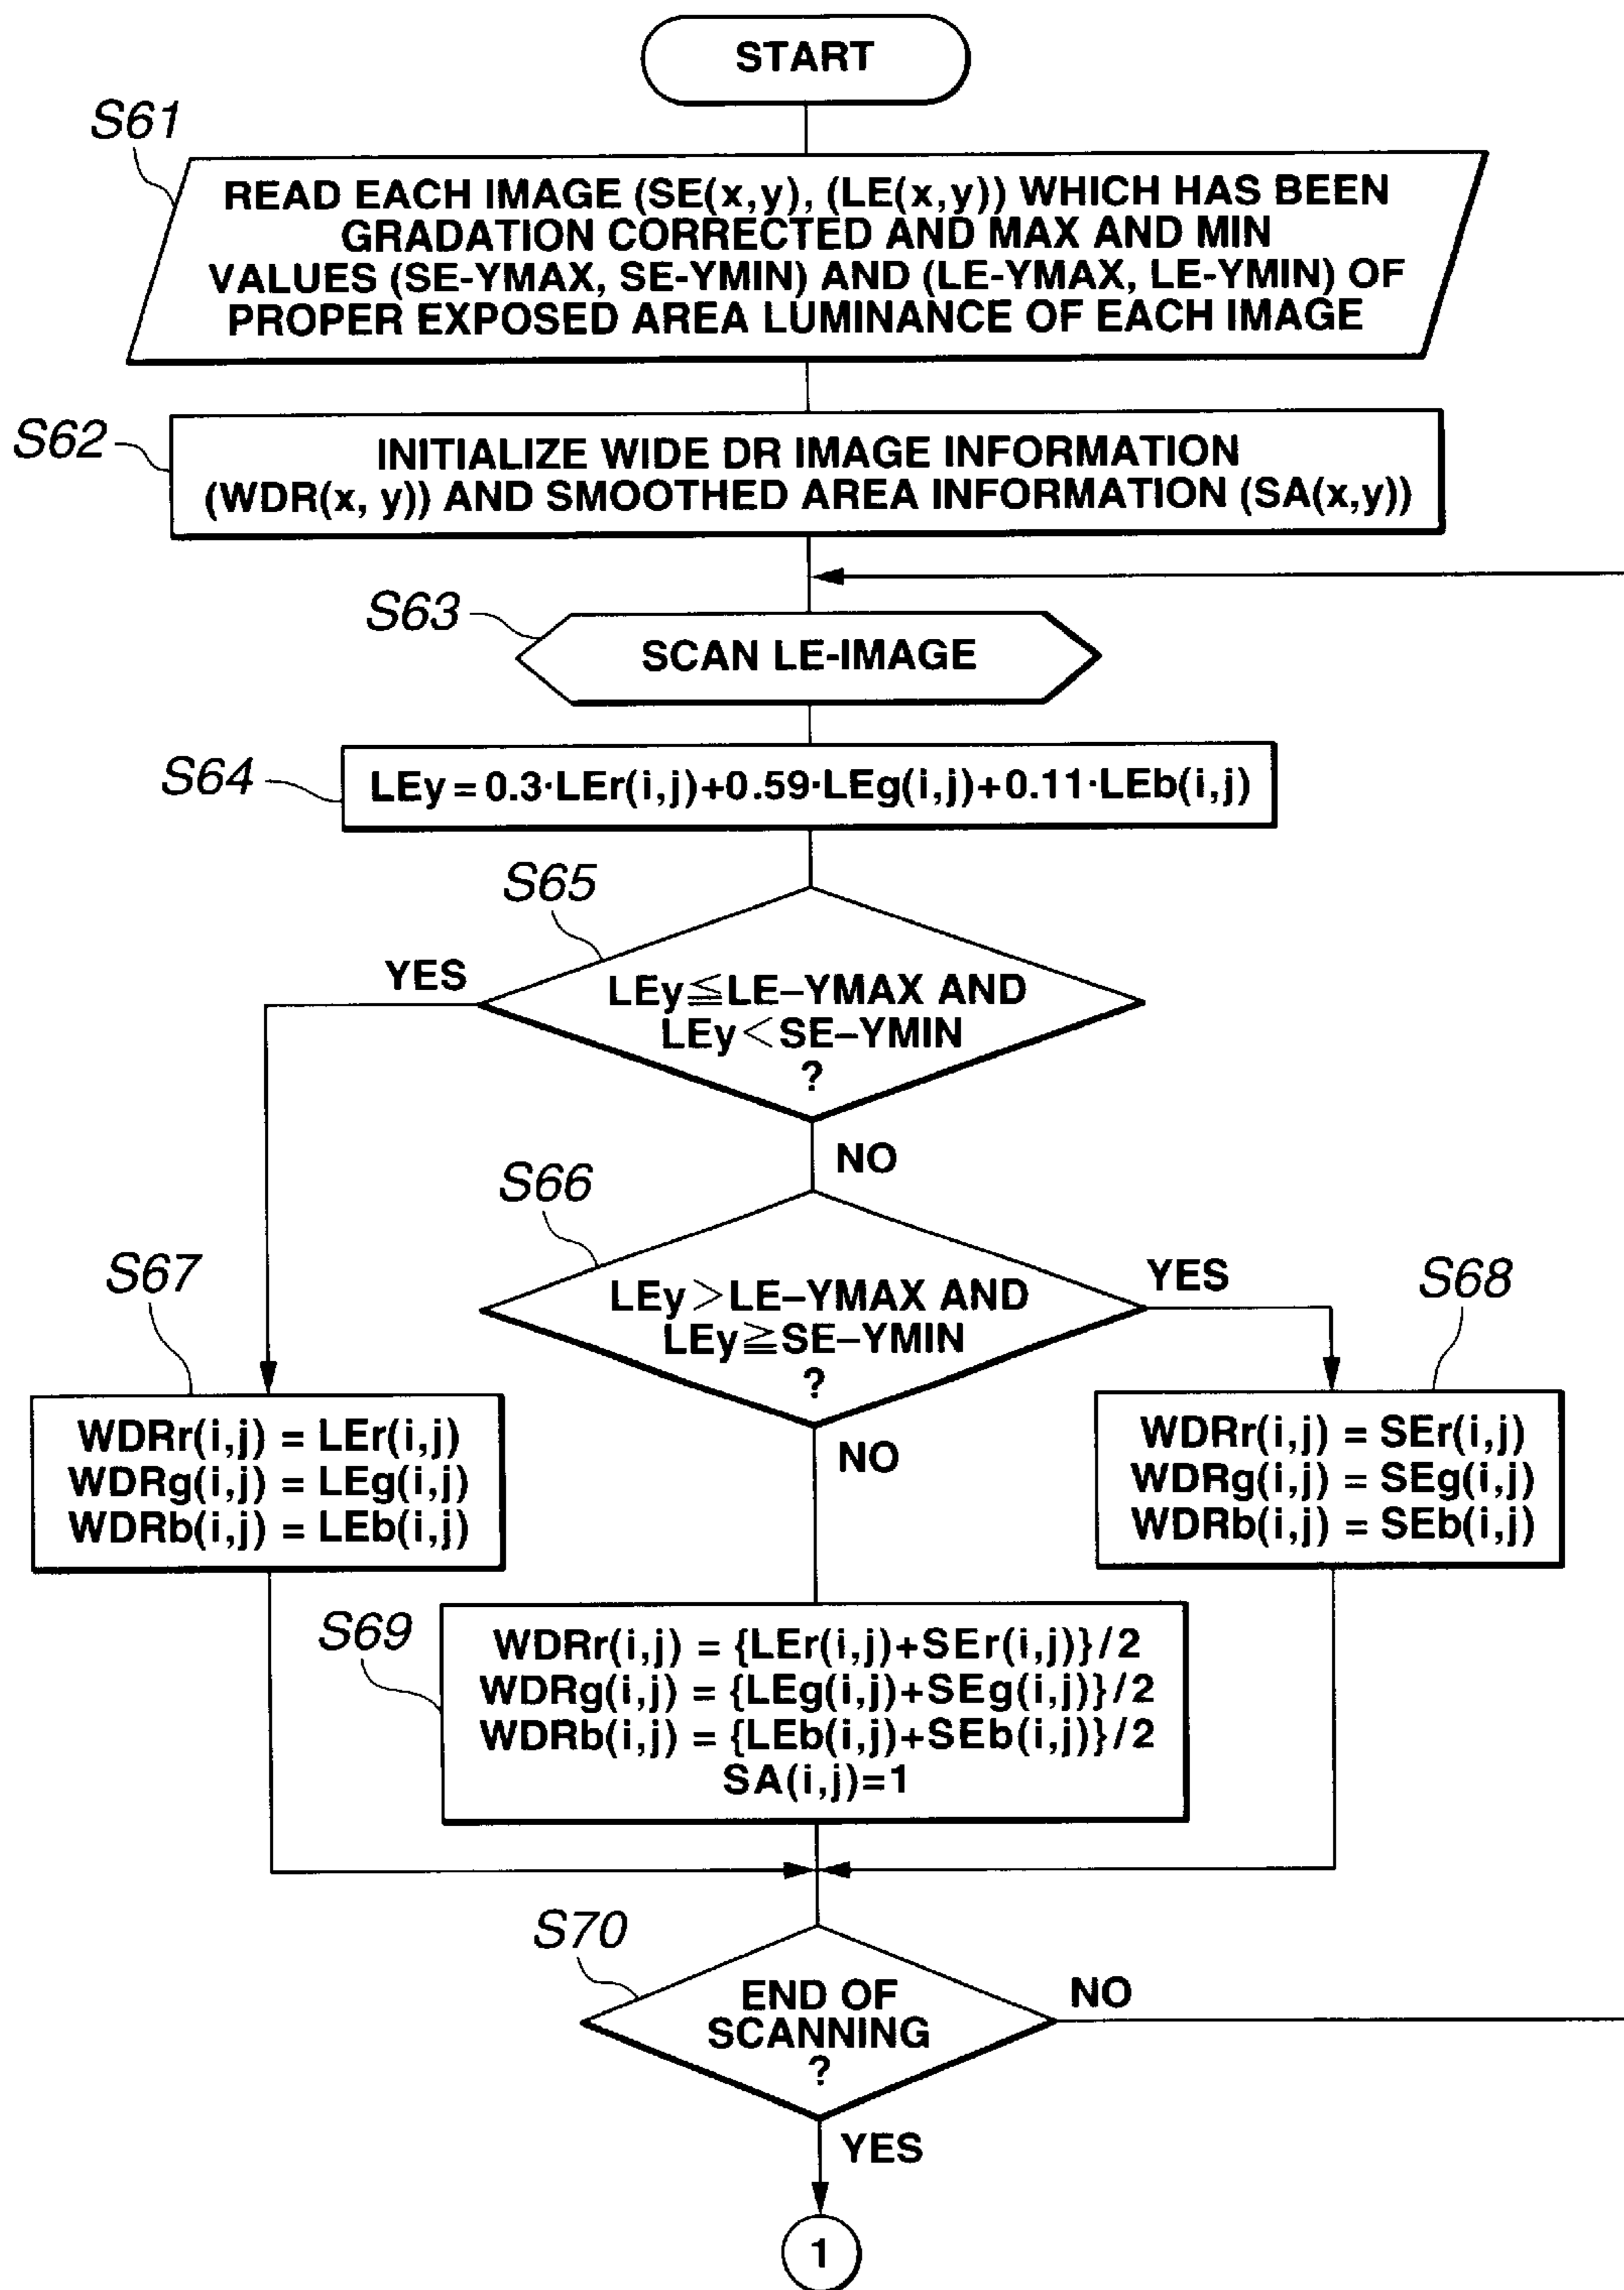 START
S61
READ EACH IMAGE (SE(x,y), (LE(x,y)) WHICH HAS BEEN
GRADATION CORRECTED AND MAX AND MIN
VALUES (SE-YMAX, SE-YMIN) AND (LE-YMAX, LE-YMIN) OF
PROPER EXPOSED AREA LUMINANCE OF EACH IMAGE
S62
INITIALIZE WIDE DR IMAGE INFORMATION
(WDR(x, y)) AND SMOOTHED AREA INFORMATION (SA(x,y))
S63
SCAN LE-IMAGE
S64
LEy = 0.3·LEr(i,j)+0.59·LEg(i,j)+0.11·LEb(i,j)
S65
YES
LEy≦LE–YMAX AND
LEy<SE–YMIN
?
NO
S66
LEy>LE–YMAX AND
LEy≧SE–YMIN
?
YES
NO
S67
WDRr(i,j) = LEr(i,j)
WDRg(i,j) = LEg(i,j)
WDRb(i,j) = LEb(i,j)
S68
WDRr(i,j) = SEr(i,j)
WDRg(i,j) = SEg(i,j)
WDRb(i,j) = SEb(i,j)
S69
WDRr(i,j) = {LEr(i,j)+SEr(i,j)}/2
WDRg(i,j) = {LEg(i,j)+SEg(i,j)}/2
WDRb(i,j) = {LEb(i,j)+SEb(i,j)}/2
SA(i,j)=1
S70
END OF
SCANNING
?
NO
YES
1